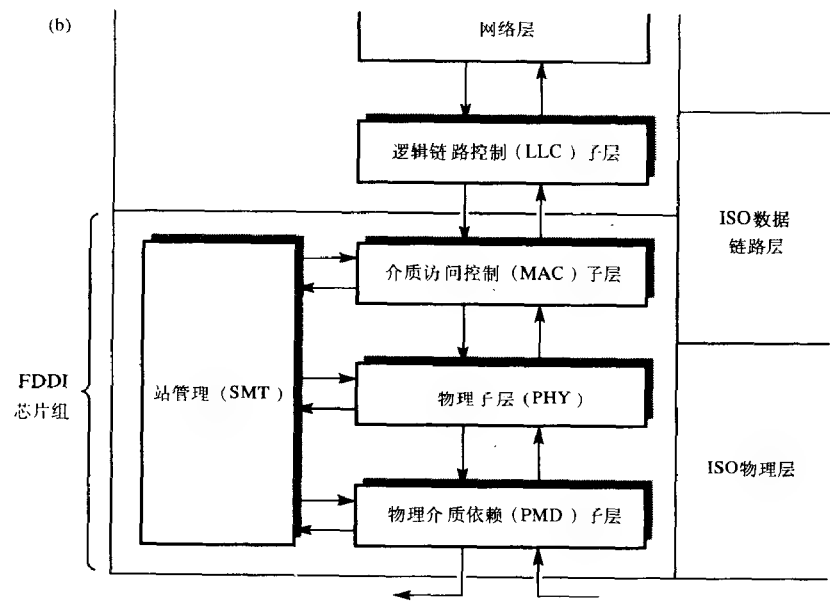 (b)
网络层
逻辑链路控制（LLC）子层
ISO数据
链路层
介质访问控制（MAC）子层
FDDI
芯片组
站管理（SMT）
物理子层（PHY）
ISO物理层
物理介质依赖（PMD）子层